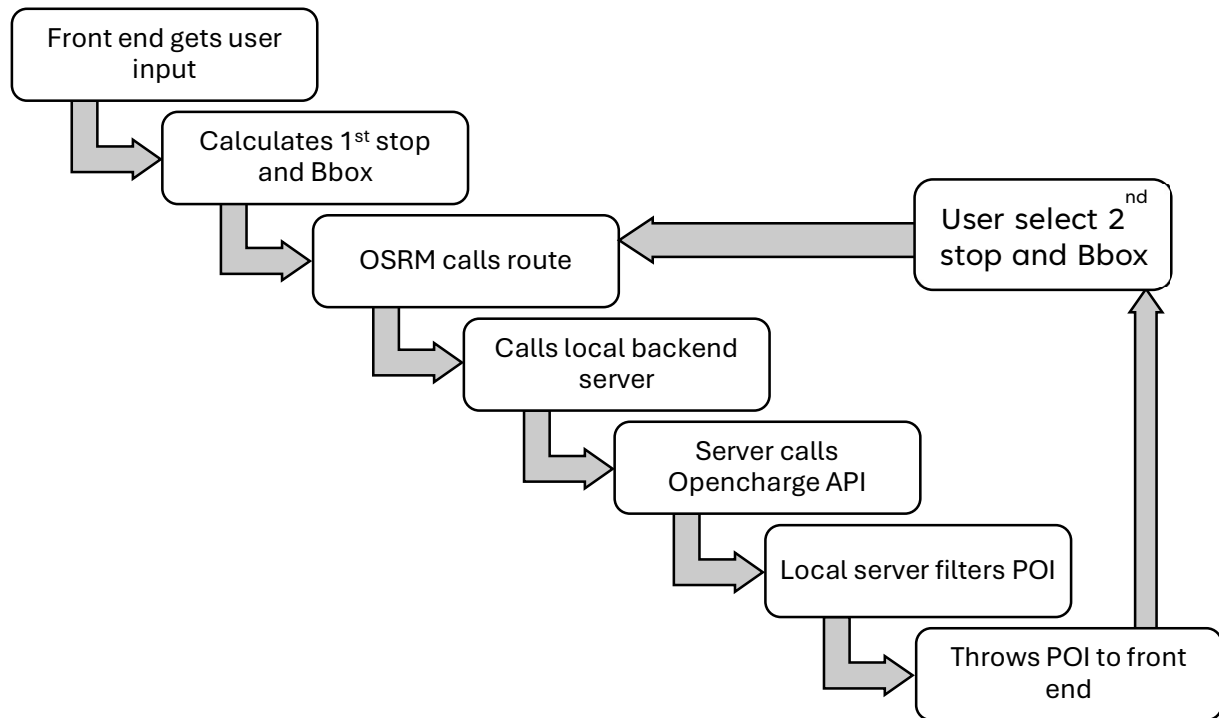 Front end gets user
input
Calculates 1st stop
and Bbox
User select 2nd
stop and Bbox
OSRM calls route
Calls local backend
server
Server calls
Opencharge API
Local server filters POI
Throws POI to front
end